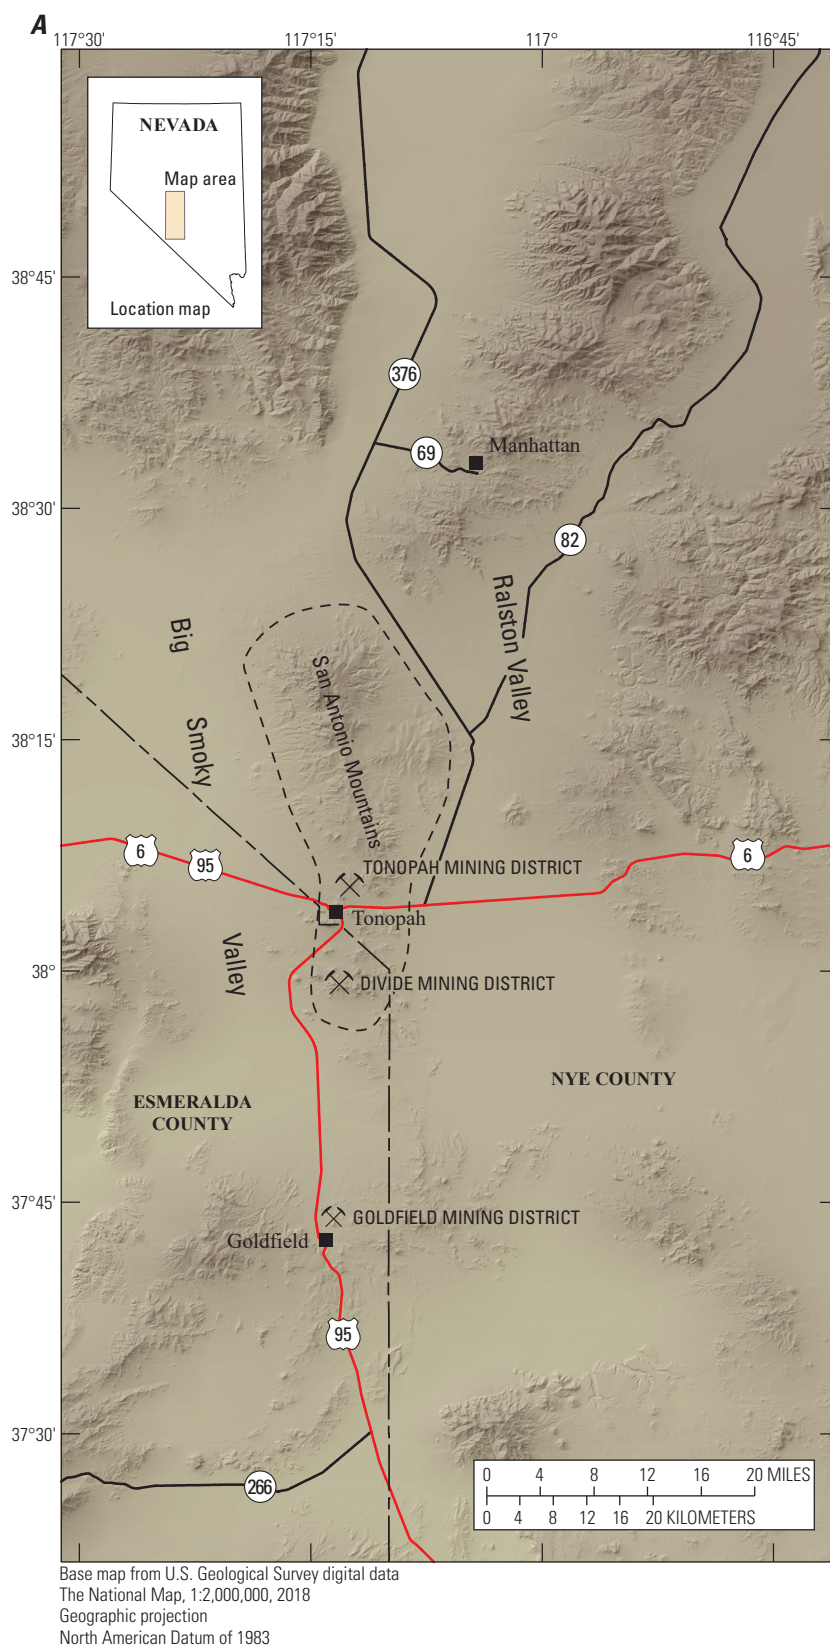 A
117°30'
117°15'
117°
116°45'
NEVADA
Map area
Location map
38°45'
376
69
Manhattan
38°30'
82
Big
Smoky
Valley
Ralston Valley
San Antonio Mountains
38°15'
6
95
6
TONOPAH MINING DISTRICT
Tonopah
38°
DIVIDE MINING DISTRICT
NYE COUNTY
ESMERALDA
COUNTY
37°45'
GOLDFIELD MINING DISTRICT
Goldfield
95
37°30'
266
0 4 8 12 16 20 MILES
0 4 8 12 16 20 KILOMETERS
Base map from U.S. Geological Survey digital data
The National Map, 1:2,000,000, 2018
Geographic projection
North American Datum of 1983